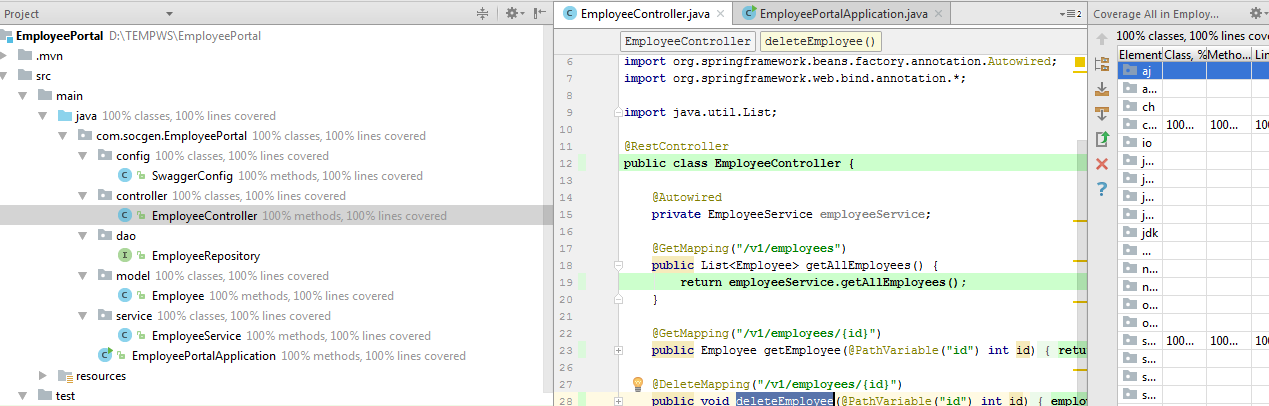 Project
EmployeePortal D:\TEMPWS\EmployeePortal
.mvn
src
main
java 100% classes, 100% lines covered
com.socgen.EmployeePortal 100% classes, 100% lines covered
config 100% classes, 100% lines covered
SwaggerConfig 100% methods, 100% lines covered
controller 100% classes, 100% lines covered
EmployeeController 100% methods, 100% lines covered
dao
EmployeeRepository
model 100% classes, 100% lines covered
Employee 100% methods, 100% lines covered
service 100% classes, 100% lines covered
EmployeeService 100% methods, 100% lines covered
EmployeePortalApplication 100% methods, 100% lines covered
resources
test
EmployeeController.java EmployeePortalApplication.java 2
EmployeeController deleteEmployee()
6 import org.springframework.beans.factory.annotation.Autowired;
7 import org.springframework.web.bind.annotation.*;
8
9 import java.util.List;
10
11 @RestController
12 public class EmployeeController {
13
14 @Autowired
15 private EmployeeService employeeService;
16
17 @GetMapping("/v1/employees")
18 public List<Employee> getAllEmployees() {
19 return employeeService.getAllEmployees();
20 }
21
22 @GetMapping("/v1/employees/{id}")
23 public Employee getEmployee(@PathVariable("id") int id) { retu
26
27 @DeleteMapping("/v1/employees/{id}")
28 public void deleteEmployee(@PathVariable("id") int id) { employ
Coverage All in Employ...
100% classes, 100% lines cove
Element Class, % Metho... Lin
aj
a...
ch
c... 100... 100... 100
io
j...
j...
j...
j...
jdk
...
n...
n...
o...
o...
s... 100... 100... 100
s...
s...
s...